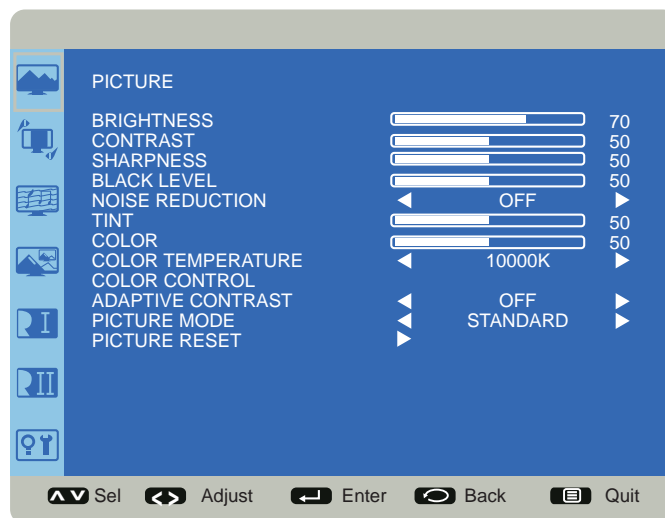 PICTURE
BRIGHTNESS 70
CONTRAST 50
SHARPNESS 50
BLACK LEVEL 50
NOISE REDUCTION OFF
TINT 50
COLOR 50
COLOR TEMPERATURE 10000K
COLOR CONTROL
ADAPTIVE CONTRAST OFF
PICTURE MODE STANDARD
PICTURE RESET
I
II
Sel Adjust Enter Back Quit